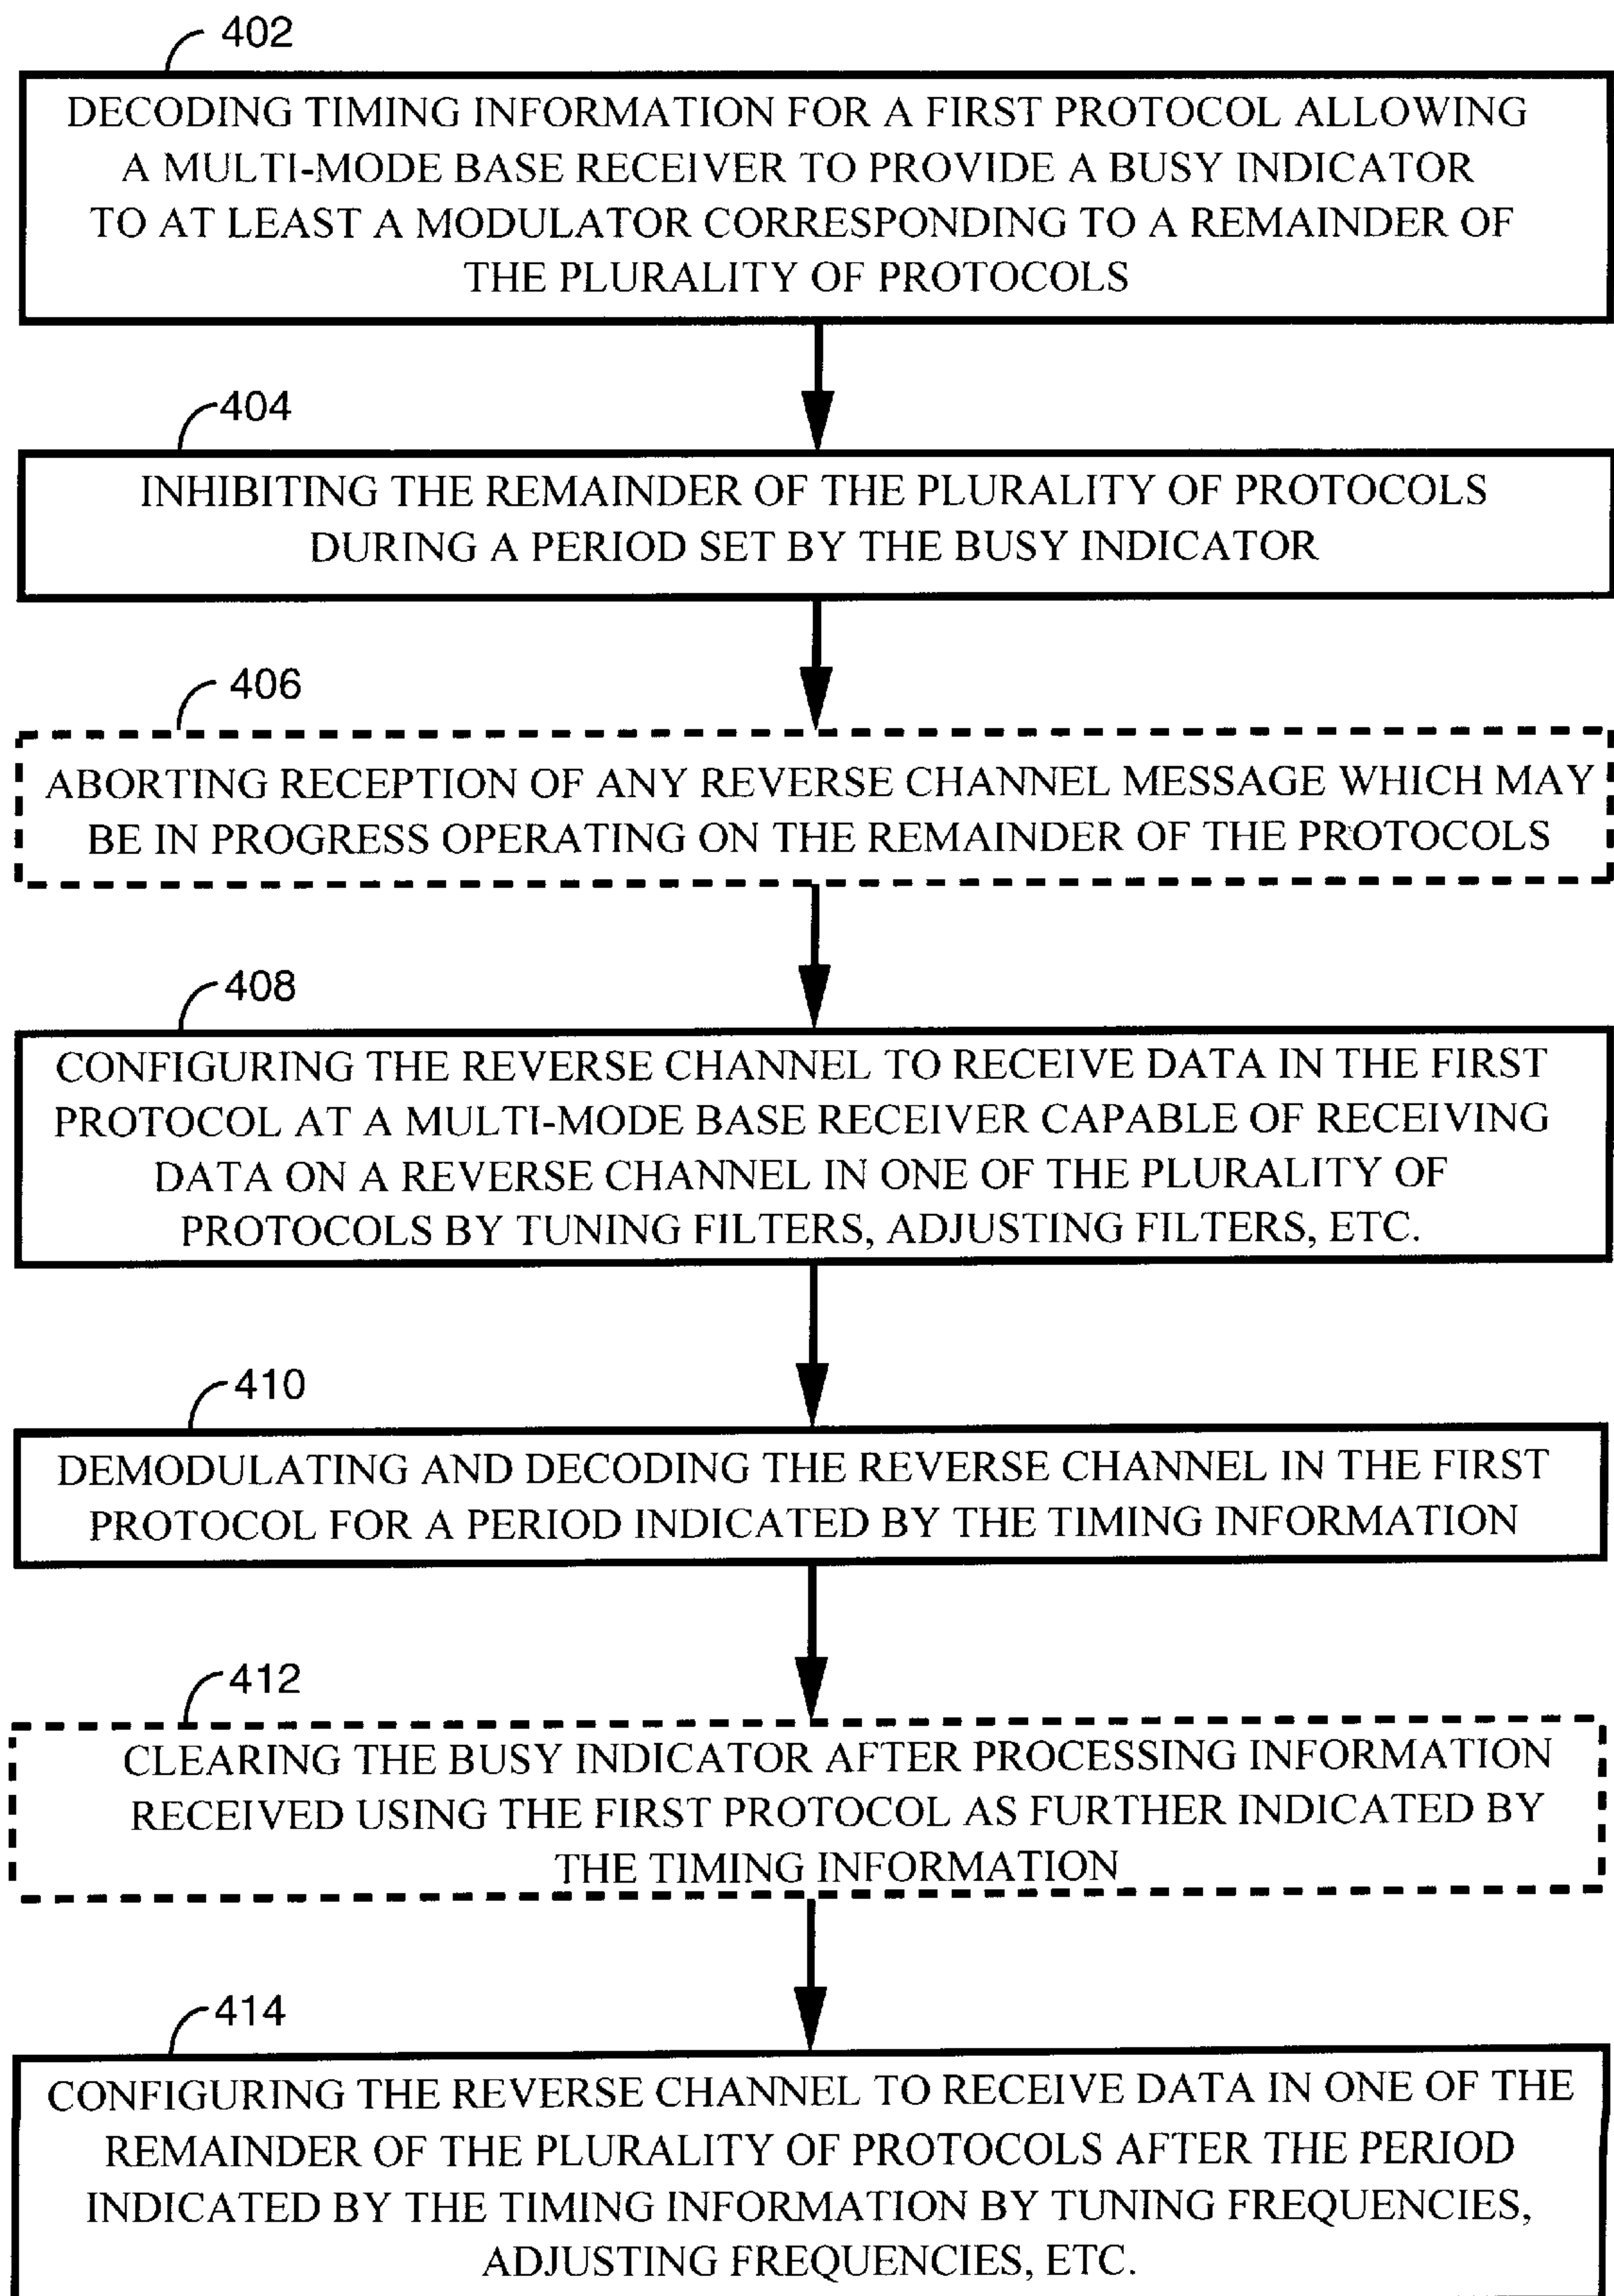 402
DECODING TIMING INFORMATION FOR A FIRST PROTOCOL ALLOWING
A MULTI-MODE BASE RECEIVER TO PROVIDE A BUSY INDICATOR
TO AT LEAST A MODULATOR CORRESPONDING TO A REMAINDER OF
THE PLURALITY OF PROTOCOLS
404
INHIBITING THE REMAINDER OF THE PLURALITY OF PROTOCOLS
DURING A PERIOD SET BY THE BUSY INDICATOR
406
ABORTING RECEPTION OF ANY REVERSE CHANNEL MESSAGE WHICH MAY
BE IN PROGRESS OPERATING ON THE REMAINDER OF THE PROTOCOLS
408
CONFIGURING THE REVERSE CHANNEL TO RECEIVE DATA IN THE FIRST
PROTOCOL AT A MULTI-MODE BASE RECEIVER CAPABLE OF RECEIVING
DATA ON A REVERSE CHANNEL IN ONE OF THE PLURALITY OF
PROTOCOLS BY TUNING FILTERS, ADJUSTING FILTERS, ETC.
410
DEMODULATING AND DECODING THE REVERSE CHANNEL IN THE FIRST
PROTOCOL FOR A PERIOD INDICATED BY THE TIMING INFORMATION
412
CLEARING THE BUSY INDICATOR AFTER PROCESSING INFORMATION
RECEIVED USING THE FIRST PROTOCOL AS FURTHER INDICATED BY
THE TIMING INFORMATION
414
CONFIGURING THE REVERSE CHANNEL TO RECEIVE DATA IN ONE OF THE
REMAINDER OF THE PLURALITY OF PROTOCOLS AFTER THE PERIOD
INDICATED BY THE TIMING INFORMATION BY TUNING FREQUENCIES,
ADJUSTING FREQUENCIES, ETC.